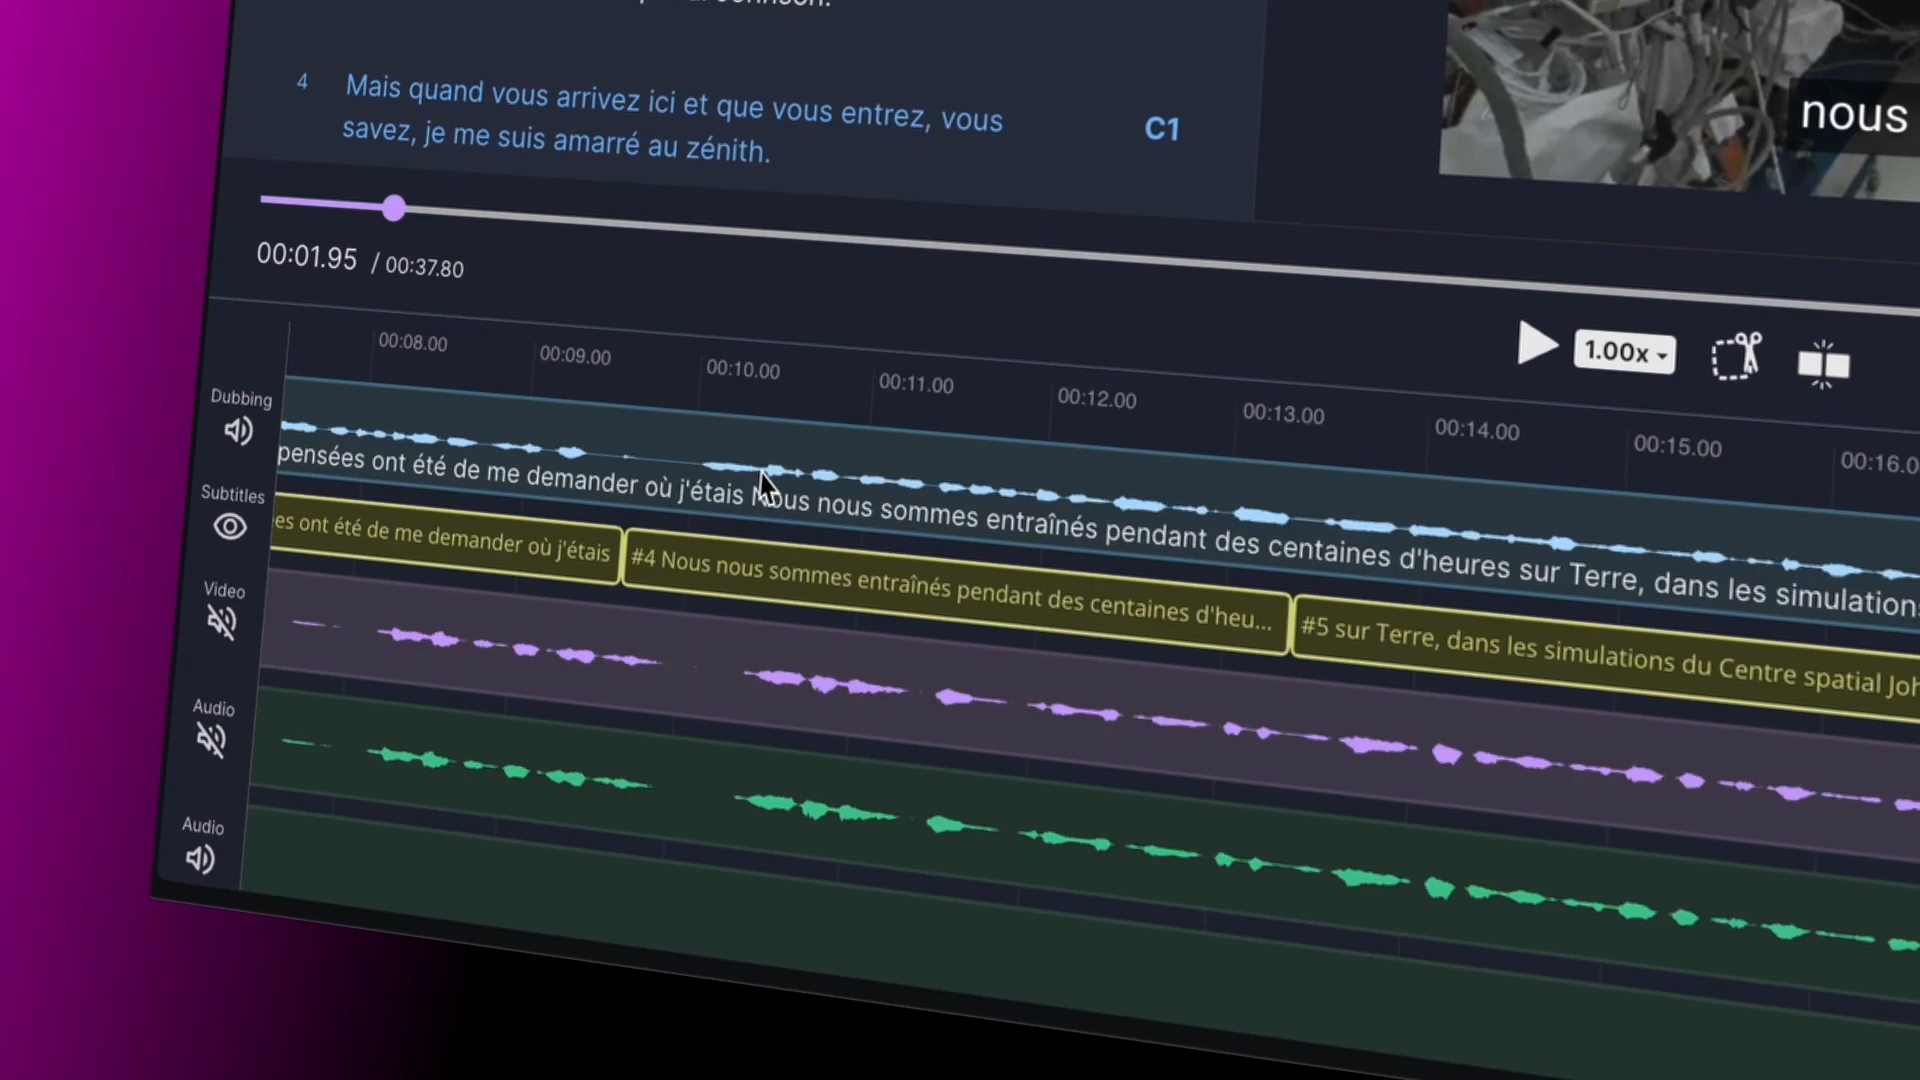 4
Mais quand vous arrivez ici et que vous entrez, vous
savez, je me suis amarré au zénith.
C1
nous
00:01.95 / 00:37.80
1.00x
00:08.00 00:09.00 00:10.00 00:11.00 00:12.00 00:13.00 00:14.00 00:15.00 00:16.0
Dubbing
pensées ont été de me demander où j'étais Nous nous sommes entraînés pendant des centaines d'heures sur Terre, dans les simulations
Subtitles
es ont été de me demander où j'étais
#4 Nous nous sommes entraînés pendant des centaines d'heu...
#5 sur Terre, dans les simulations du Centre spatial Joh
Video
Audio
Audio